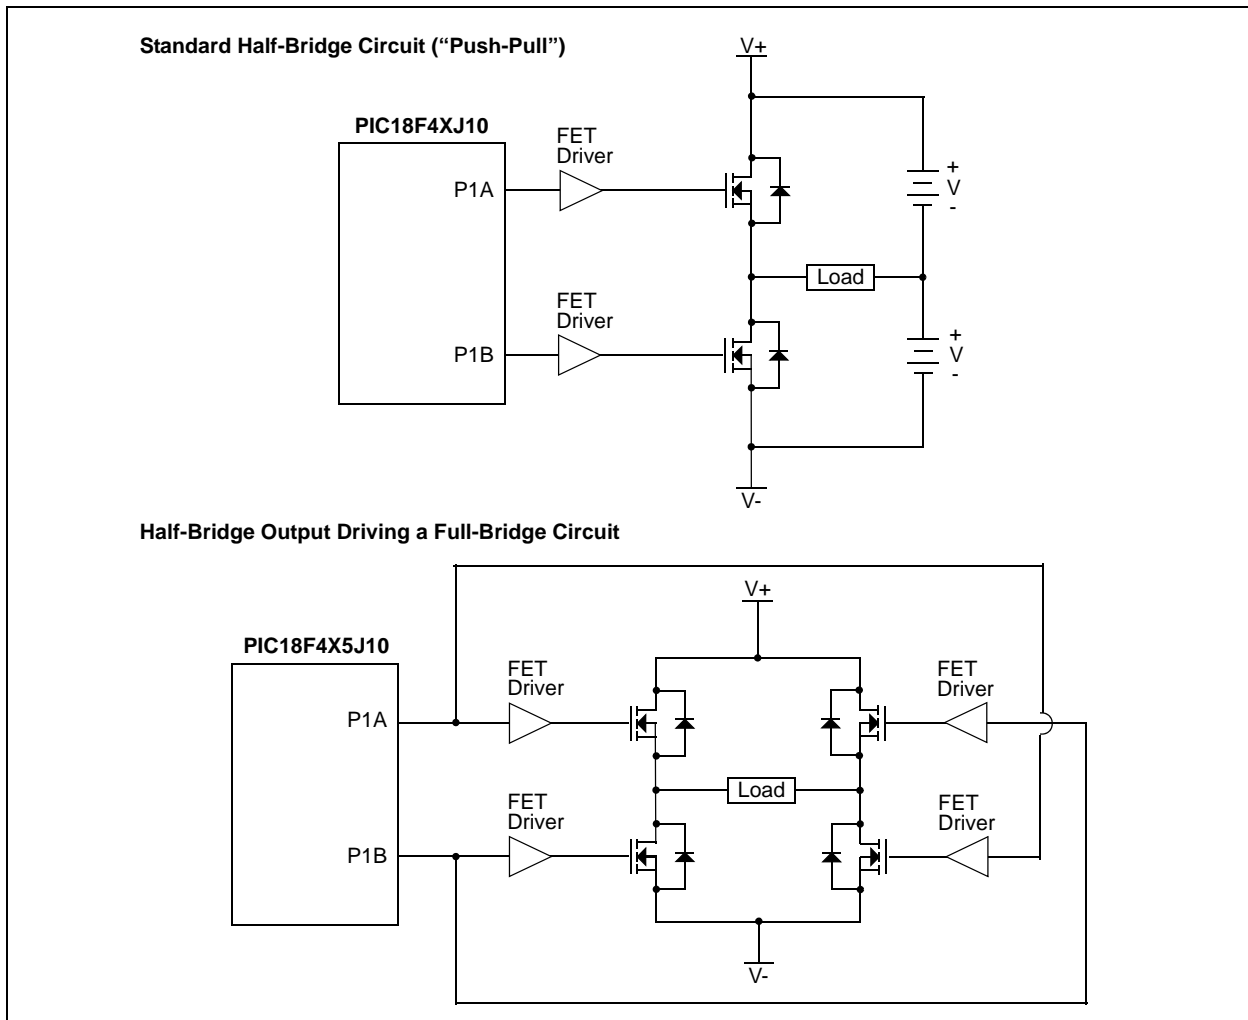 Standard Half-Bridge Circuit (“Push-Pull”)
V+
PIC18F4XJ10
FET
Driver
P1A
+
V
-
Load
FET
Driver
P1B
+
V
-
V-
Half-Bridge Output Driving a Full-Bridge Circuit
V+
PIC18F4X5J10
FET
Driver
FET
Driver
P1A
Load
FET
Driver
FET
Driver
P1B
V-